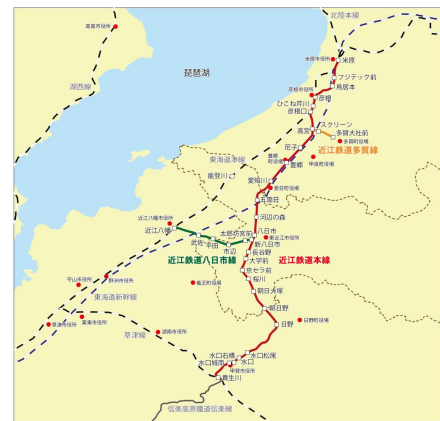 北陸本線
高島市役所
琵琶湖
米原市役所
米原
フジテック前
湖西線
彦根市役所
鳥居本
彦根
ひこね芹川
彦根口
スクリーン
高宮
多賀大社前
東海道本線
多賀町役場
尼子
近江鉄道多賀線
豊郷
町役場
甲良町役場
豊郷
能登川
愛知川
愛荘町役場
五箇荘
河辺の森
近江八幡市役所
近江八幡
太郎坊宮前
八日市
武佐
平田
東近江市役所
市辺
新八日市
長谷野
近江鉄道八日市線
近江鉄道本線
大学前
京セラ前
守山市役所
野洲市役所
竜王町役場
桜川
東海道新幹線
朝日大塚
朝日野
草津市役所
栗東市役所
日野
日野町役場
草津線
湖南市役所
水口石橋
水口松尾
水口城南
水口
甲賀市役所
貴生川
信楽高原鐵道信楽線